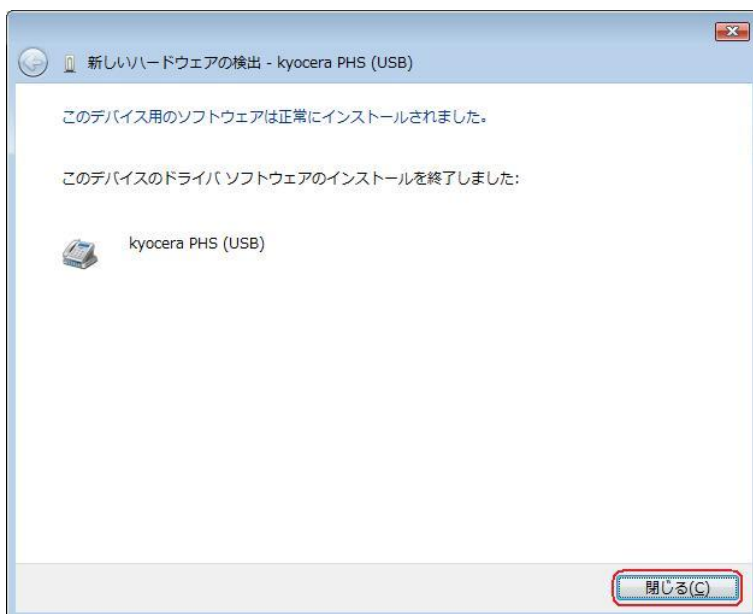 新しいハードウェアの検出 - kyocera PHS (USB)
このデバイス用のソフトウェアは正常にインストールされました。
このデバイスのドライバ ソフトウェアのインストールを終了しました:
kyocera PHS (USB)
閉じる(C)